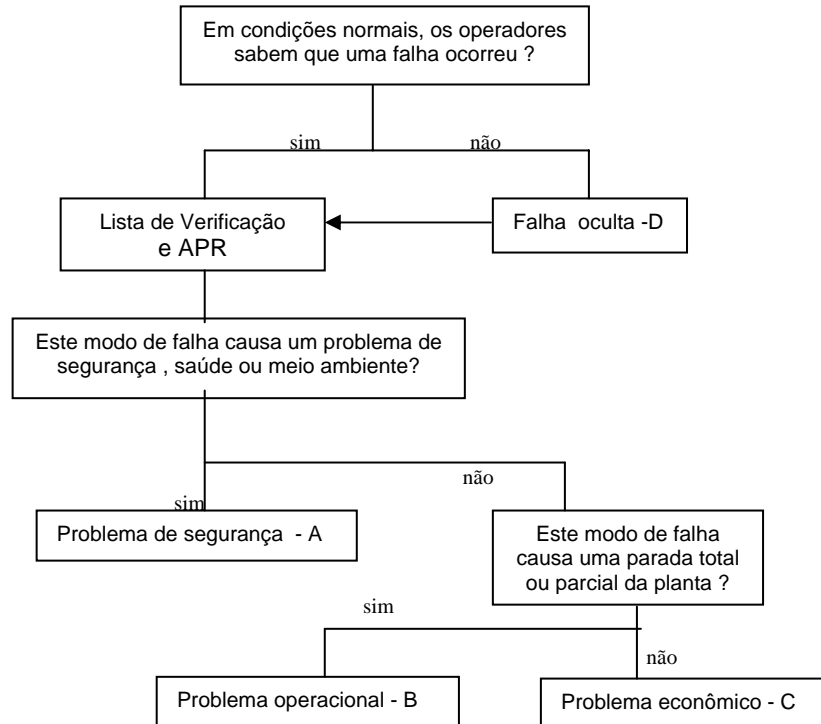 Em condições normais, os operadores
sabem que uma falha ocorreu ?
sim
não
Lista de Verificação
e APR
Falha oculta -D
Este modo de falha causa um problema de
segurança , saúde ou meio ambiente?
não
sim
Problema de segurança - A
Este modo de falha
causa uma parada total
ou parcial da planta ?
sim
não
Problema operacional - B
Problema econômico - C